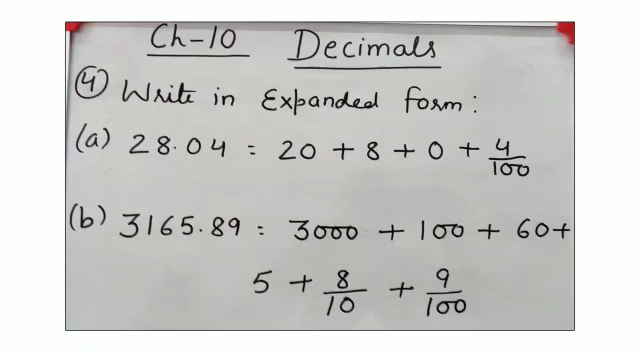 Ch-10 Decimals
(4) Write in Expanded form :
(a) 28.04 = 20 + 8 + 0 + 4/100
(b) 3165.89 = 3000 + 100 + 60+
5 + 8/10 + 9/100